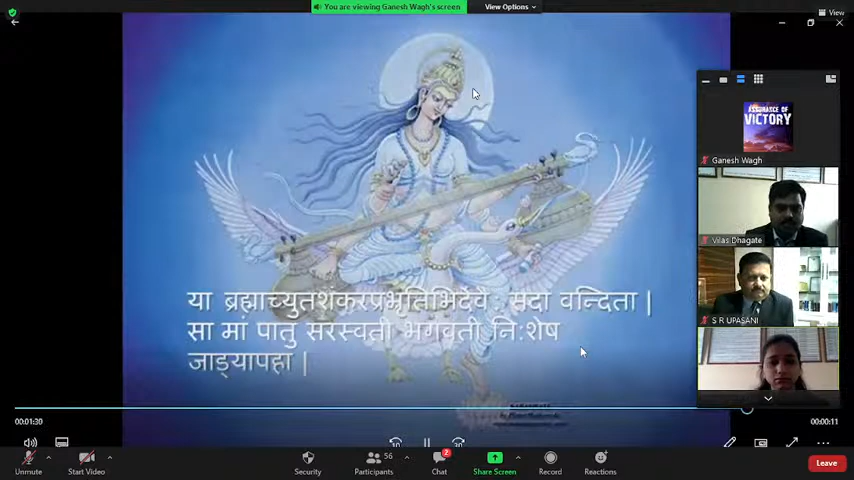 You are viewing Ganesh Wagh's screen
View Options
View
ASSURANCE OF
VICTORY
Ganesh Wagh
Vilas Dhagate
S R UPASANI
या ब्रह्माच्युतशंकरप्रभृतिभिर्देवैः सदा वन्दिता |
सा मां पातु सरस्वती भगवती निःशेष
जाड्यापहा |
00:01:30
00:00:11
10
30
Unmute
Start Video
Security
Participants
56
Chat
2
Share Screen
Record
Reactions
Leave